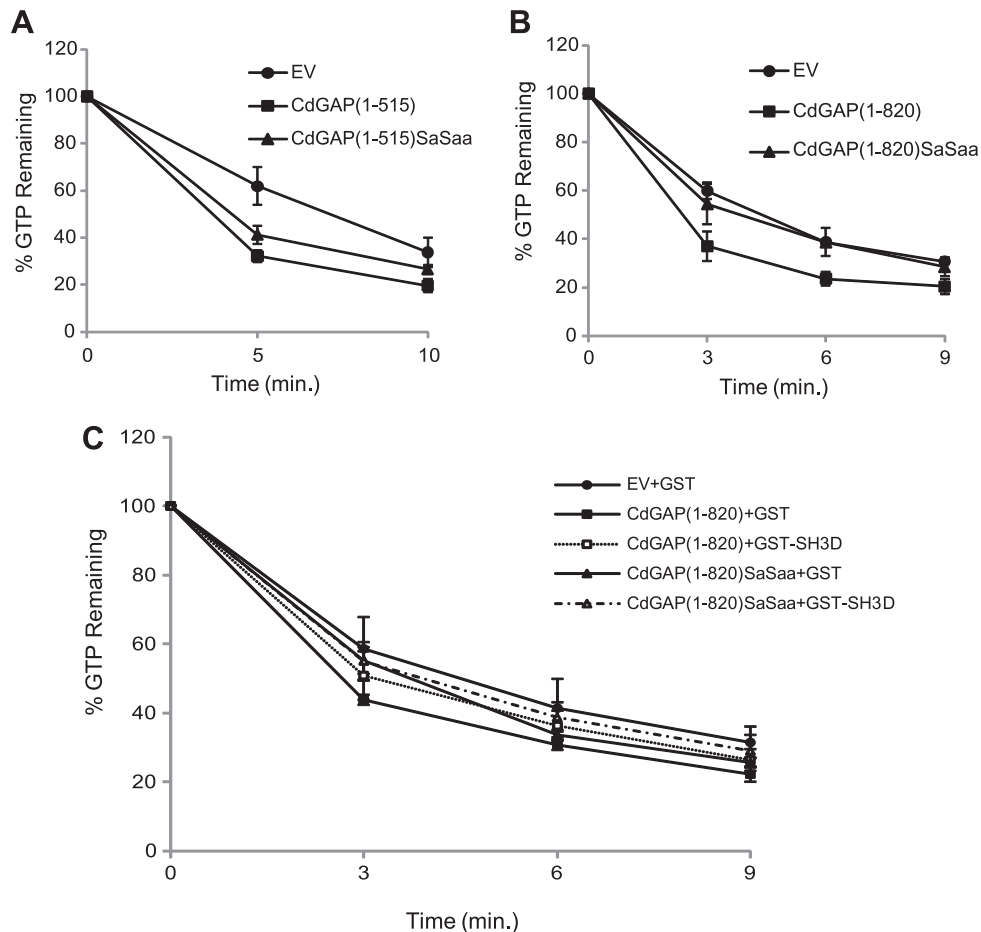 A
120
100
80
60
40
20
0
% GTP Remaining
EV
CdGAP(1-515)
CdGAP(1-515)SaSaa
0 5 10
Time (min.)
B
120
100
80
60
40
20
0
% GTP Remaining
EV
CdGAP(1-820)
CdGAP(1-820)SaSaa
0 3 6 9
Time (min.)
C
120
100
80
60
40
20
0
% GTP Remaining
EV+GST
CdGAP(1-820)+GST
CdGAP(1-820)+GST-SH3D
CdGAP(1-820)SaSaa+GST
CdGAP(1-820)SaSaa+GST-SH3D
0 3 6 9
Time (min.)